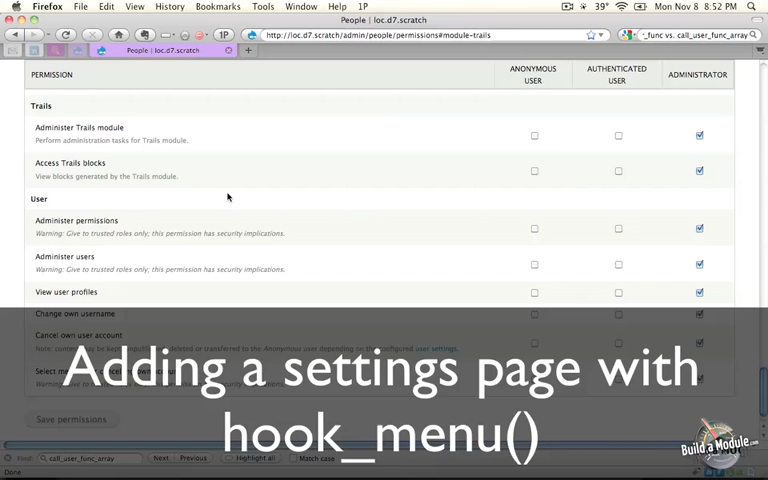 Firefox File Edit View History Bookmarks Tools Window Help 1P 39° Mon Nov 8 8:52 PM
People | loc.d7.scratch
1P http://loc.d7.scratch/admin/people/permissions#module-trails _func vs. call_user_func_array
People | loc.d7.scratch
PERMISSION ANONYMOUS USER AUTHENTICATED USER ADMINISTRATOR
Trails
Administer Trails module
Perform administration tasks for Trails module.
Access Trails blocks
View blocks generated by the Trails module.
User
Administer permissions
Warning: Give to trusted roles only; this permission has security implications.
Administer users
Warning: Give to trusted roles only; this permission has security implications.
View user profiles
Change own username
Cancel own user account
user settings.
Adding a settings page with
hook_menu()
Save permissions
Build a Module.com
Find: call_user_func_array Next Previous Highlight all Match case
Done